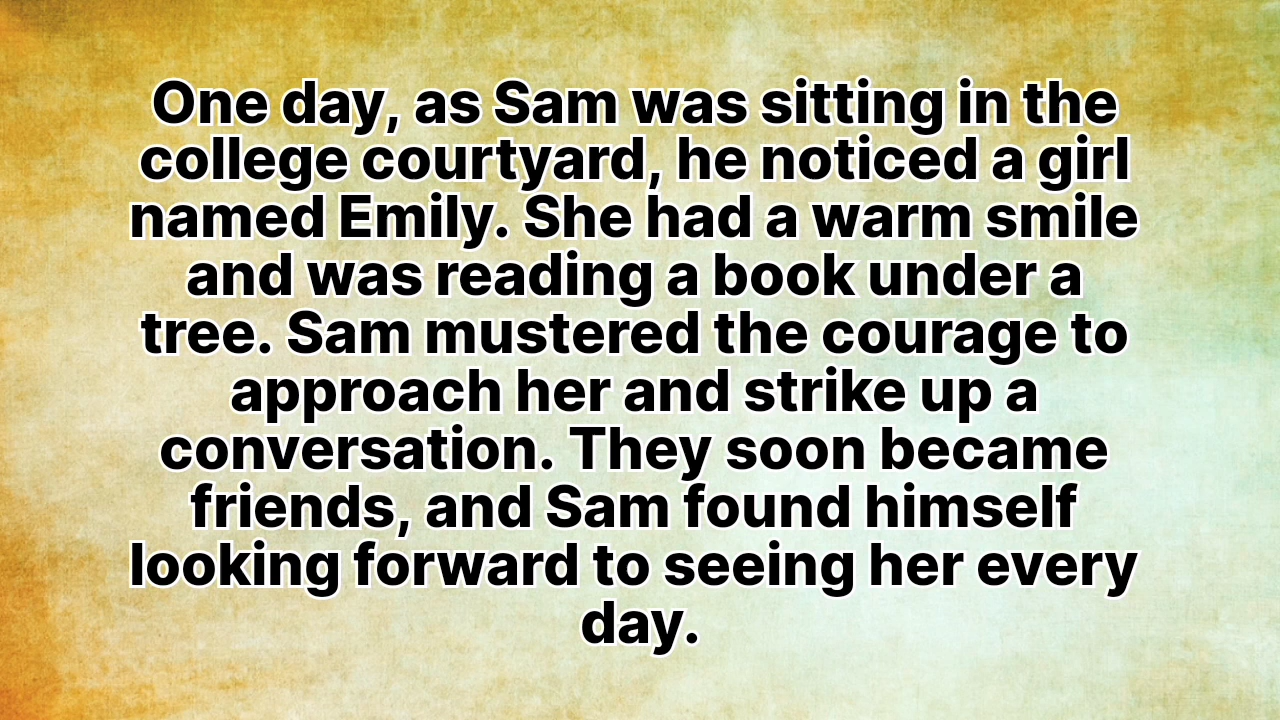 One day, as Sam was sitting in the
college courtyard, he noticed a girl
named Emily. She had a warm smile
and was reading a book under a
tree. Sam mustered the courage to
approach her and strike up a
conversation. They soon became
friends, and Sam found himself
looking forward to seeing her every
day.